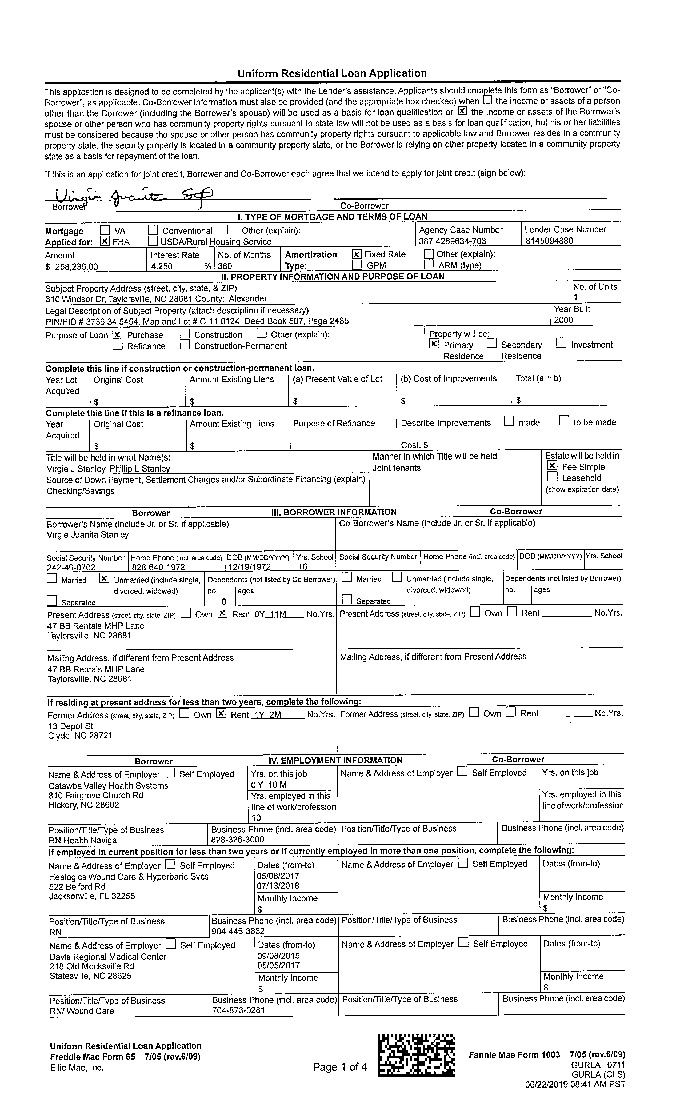 Uniform Residential Loan Application
This application is designed to be completed by the applicant(s) with the Lender's assistance. Applicants should complete this form as "Borrower" or "Co-
Borrower", as applicable. Co-Borrower information must also be provided (and the appropriate box checked) when the income or assets of a person
other than the Borrower (including the Borrower's spouse) will be used as a basis for loan qualification or X the income or assets of the Borrower's
spouse or other person who has community property rights pursuant to state law will not be used as a basis for loan qualification, but his or her liabilities
must be considered because the spouse or other person has community property rights pursuant to applicable law and Borrower resides in a community
property state, the security property is located in a community property state, or the Borrower is relying on other property located in a community property
state as a basis for repayment of the loan.
If this is an application for joint credit, Borrower and Co-Borrower each agree that we intend to apply for joint credit (sign below):
Borrower Co-Borrower
I. TYPE OF MORTGAGE AND TERMS OF LOAN
Mortgage VA Conventional Other (explain): Agency Case Number Lender Case Number
Applied for: X FHA USDA/Rural Housing Service 8145094880
Amount Interest Rate No. of Months Amortization X Fixed Rate Other (explain):
$ 4.250 % 360 Type: GPM ARM (type)
II. PROPERTY INFORMATION AND PURPOSE OF LOAN
Subject Property Address (street, city, state, & ZIP) No. of Units
310 Windsor Dr, Taylorsville, NC 28681 County: Alexander 1
Legal Description of Subject Property (attach description if necessary) Year Built
Map and Lot # Deed Book 507, Page 2000
Purpose of Loan X Purchase Construction Other (explain): Property will be:
Refinance Construction-Permanent X Primary Residence Secondary Residence Investment
Complete this line if construction or construction-permanent loan.
Year Lot Acquired Original Cost Amount Existing Liens (a) Present Value of Lot (b) Cost of Improvements Total (a + b)
$ $ $ $ $
Complete this line if this is a refinance loan.
Year Acquired Original Cost Amount Existing Liens Purpose of Refinance Describe Improvements made to be made
$ $ Cost: $
Title will be held in what Name(s) Manner in which Title will be held Estate will be held in
Virgie J Stanley Phillip L Stanley Joint tenants X Fee Simple
Source of Down Payment, Settlement Charges and/or Subordinate Financing (explain) Leasehold
Checking/Savings (show expiration date)
Borrower III. BORROWER INFORMATION Co-Borrower
Borrower's Name (include Jr. or Sr. if applicable) Co-Borrower's Name (include Jr. or Sr. if applicable)
Virgie Juanita Stanley
Social Security Number Home Phone (incl. area code) DOB (MM/DD/YYYY) Yrs. School Social Security Number Home Phone (incl. area code) DOB (MM/DD/YYYY) Yrs. School
12/19/1972 16
Married X Unmarried (include single, divorced, widowed) Dependents (not listed by Co-Borrower) Married Unmarried (include single, divorced, widowed) Dependents (not listed by Borrower)
Separated no. 0 ages Separated no. ages
Present Address (street, city, state, ZIP) Own X Rent 0Y 11M No. Yrs. Present Address (street, city, state, ZIP) Own Rent No. Yrs.
47 BB Rentals MHP Lane
Taylorsville, NC 28681
Mailing Address, if different from Present Address Mailing Address, if different from Present Address
47 BB Rentals MHP Lane
Taylorsville, NC 28681
If residing at present address for less than two years, complete the following:
Former Address (street, city, state, ZIP) Own X Rent 1Y 2M No. Yrs. Former Address (street, city, state, ZIP) Own Rent No. Yrs.
13 Depot St
Clyde, NC 28721
Borrower IV. EMPLOYMENT INFORMATION Co-Borrower
Name & Address of Employer Self Employed Yrs. on this job Name & Address of Employer Self Employed Yrs. on this job
Catawba Valley Health Systems 0 Y 10 M
810 Fairgrove Church Rd Yrs. employed in this line of work/profession Yrs. employed in this line of work/profession
Hickory, NC 28602
Position/Title/Type of Business Business Phone (incl. area code) Position/Title/Type of Business Business Phone (incl. area code)
RN Health Naviga 828-326-3000
If employed in current position for less than two years or if currently employed in more than one position, complete the following:
Name & Address of Employer Self Employed Dates (from-to) Name & Address of Employer Self Employed Dates (from-to)
Healogics Wound Care & Hyperbaric Svcs 05/08/2017
522 Belford Rd 07/13/2018
Jacksonville, FL 32255 Monthly Income Monthly Income
$ $
Position/Title/Type of Business Business Phone (incl. area code) Position/Title/Type of Business Business Phone (incl. area code)
RN
Name & Address of Employer Self Employed Dates (from-to) Name & Address of Employer Self Employed Dates (from-to)
Davis Regional Medical Center 09/08/2015
218 Old Mocksville Rd 05/05/2017
Statesville, NC 28625 Monthly Income Monthly Income
$ $
Position/Title/Type of Business Business Phone (incl. area code) Position/Title/Type of Business Business Phone (incl. area code)
RN/ Wound Care 704-873-0281
Uniform Residential Loan Application
Freddie Mac Form 65 7/05 (rev.6/09)
Ellie Mae, Inc.
Page 1 of 4
Fannie Mae Form 1003 7/05 (rev.6/09)
GURLA 0711
GURLA (CLS)
06/22/2019 08:41 AM PST